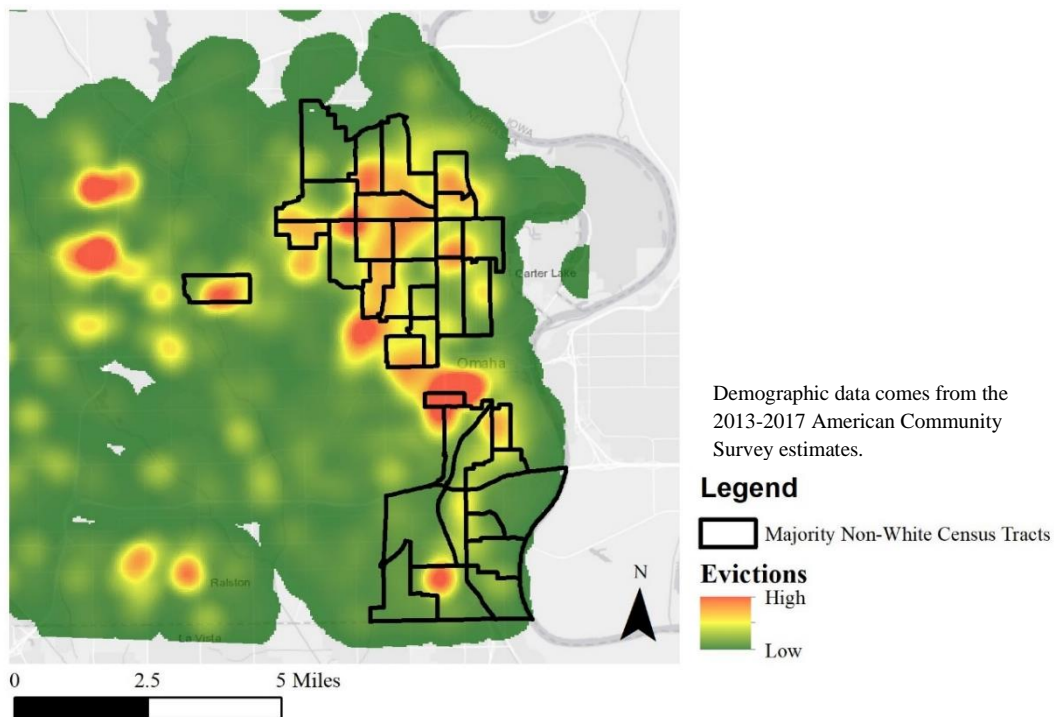 IOWA
Carter Lake
Omaha
Ralston
La Vista
Demographic data comes from the
2013-2017 American Community
Survey estimates.
Legend
Majority Non-White Census Tracts
Evictions
High
Low
N
0 2.5 5 Miles